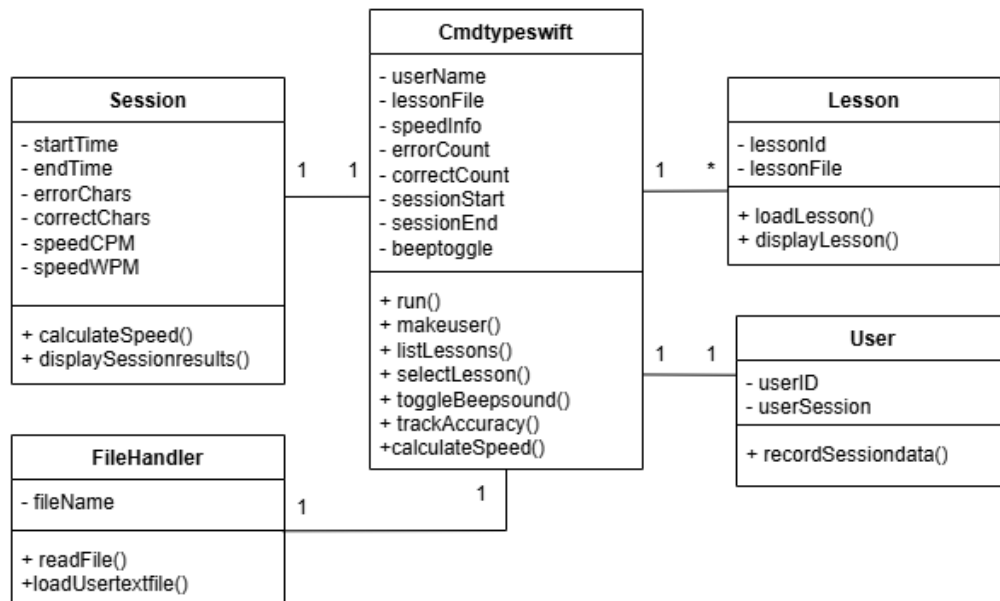 Session
- startTime
- endTime
- errorChars
- correctChars
- speedCPM
- speedWPM
+ calculateSpeed()
+ displaySessionresults()
1
1
Cmdtypeswift
- userName
- lessonFile
- speedInfo
- errorCount
- correctCount
- sessionStart
- sessionEnd
- beeptoggle
+ run()
+ makeuser()
+ listLessons()
+ selectLesson()
+ toggleBeepsound()
+ trackAccuracy()
+calculateSpeed()
1
*
Lesson
- lessonId
- lessonFile
+ loadLesson()
+ displayLesson()
1
1
User
- userID
- userSession
+ recordSessiondata()
FileHandler
- fileName
+ readFile()
+loadUsertextfile()
1
1